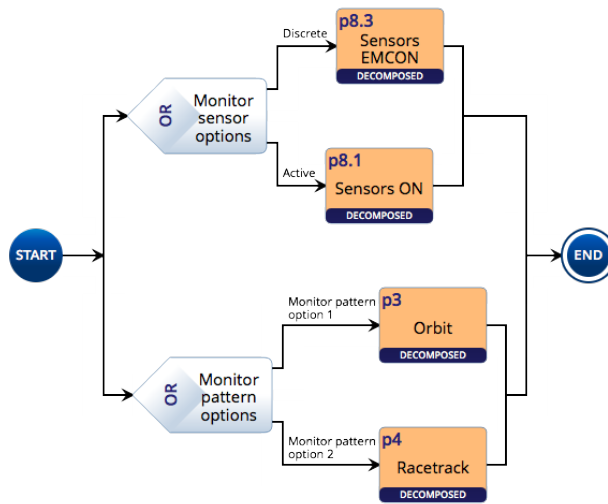 Discrete
p8.3
Sensors
EMCON
DECOMPOSED
OR
Monitor
sensor
options
Active
p8.1
Sensors ON
DECOMPOSED
START
END
Monitor pattern
option 1
p3
Orbit
DECOMPOSED
OR
Monitor
pattern
options
Monitor pattern
option 2
p4
Racetrack
DECOMPOSED